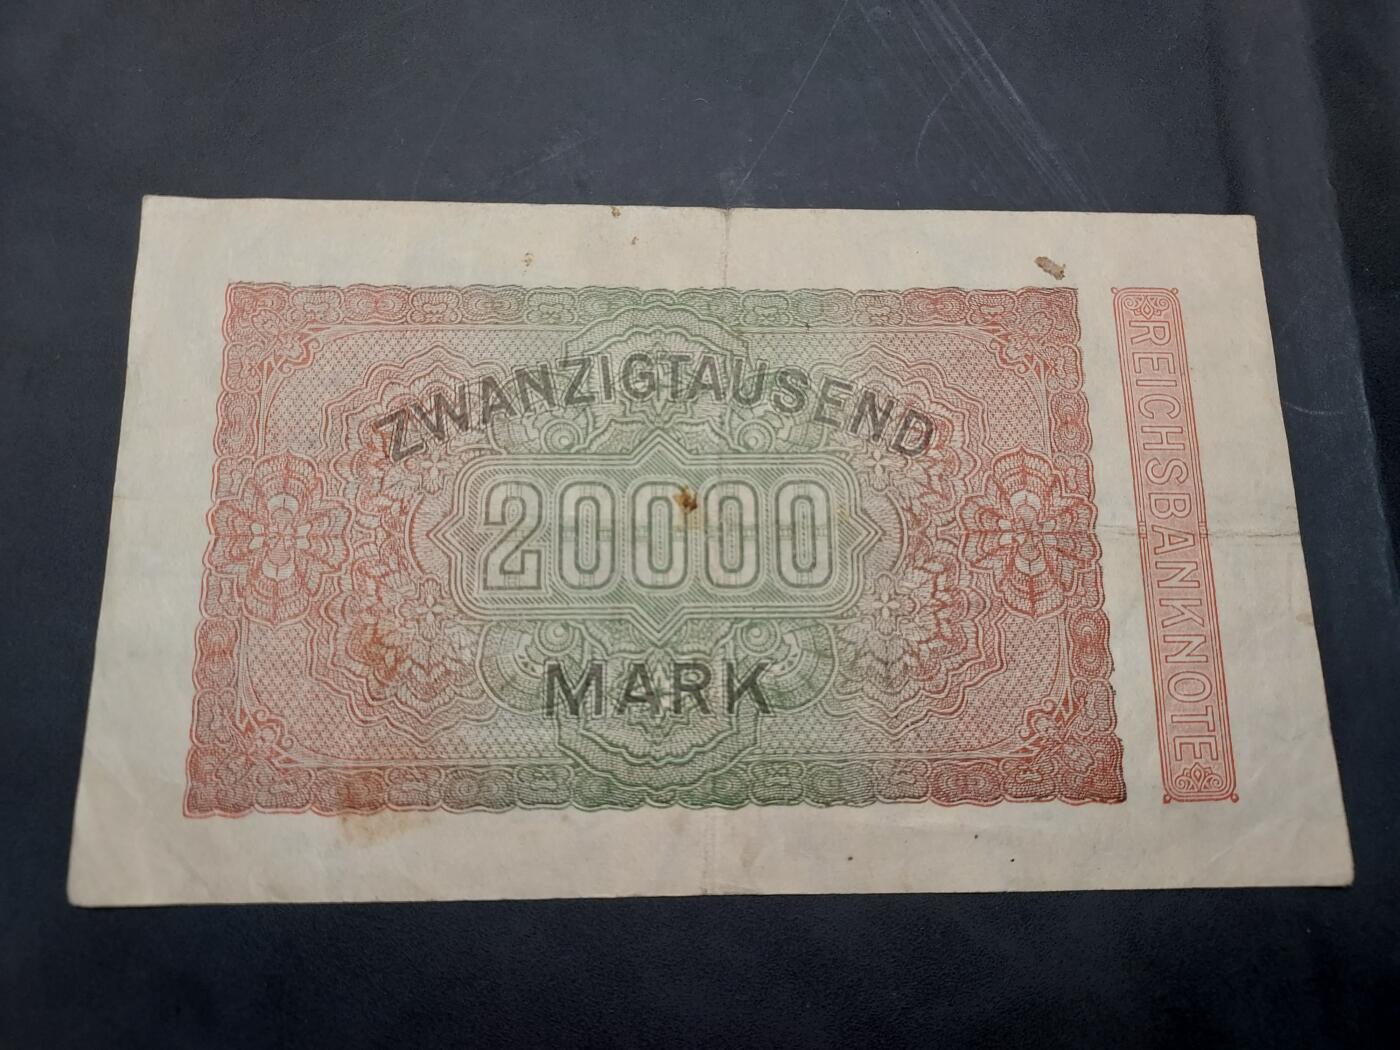 ZWANZIGTAUSEND
20000
MARK
REICHSBANKNOTE